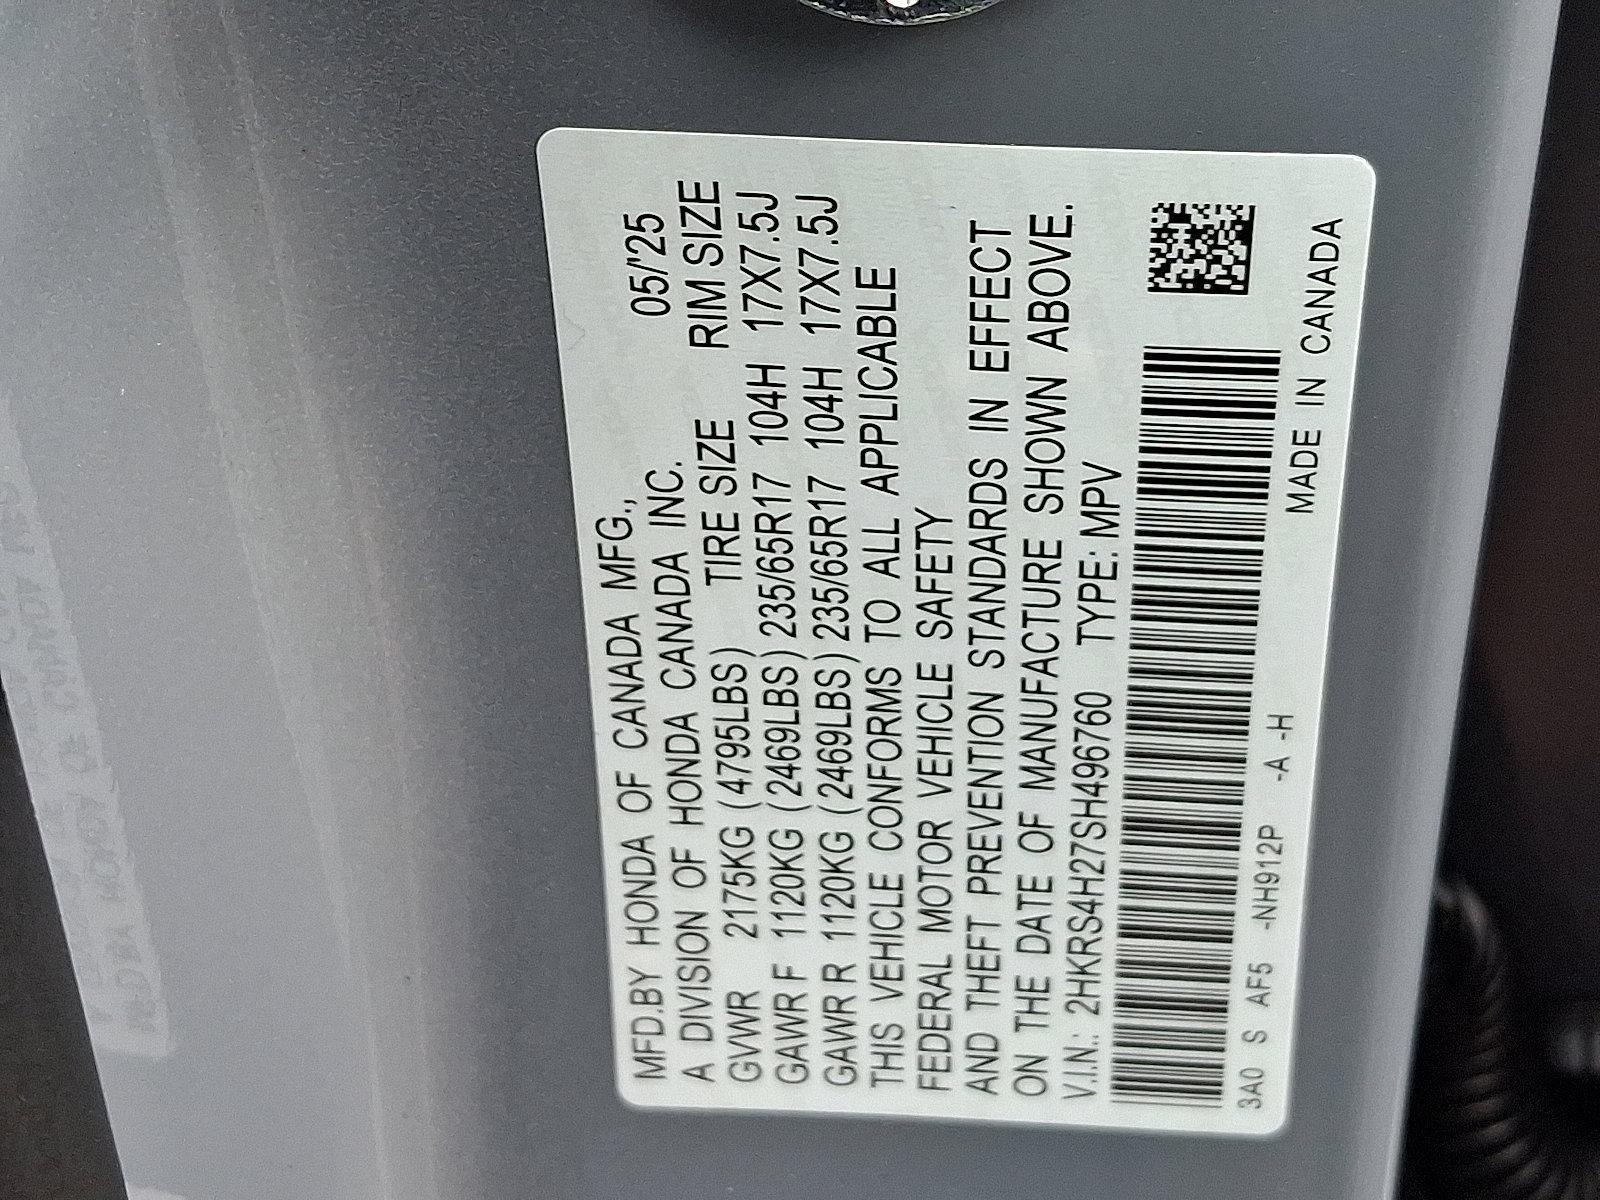 MFD.BY HONDA OF CANADA MFG.,
A DIVISION OF HONDA CANADA INC. 05/'25
GVWR 2175KG (4795LBS) TIRE SIZE RIM SIZE
GAWR F 1120KG (2469LBS) 235/65R17 104H 17X7.5J
GAWR R 1120KG (2469LBS) 235/65R17 104H 17X7.5J
THIS VEHICLE CONFORMS TO ALL APPLICABLE
FEDERAL MOTOR VEHICLE SAFETY
AND THEFT PREVENTION STANDARDS IN EFFECT
ON THE DATE OF MANUFACTURE SHOWN ABOVE.
V.I.N.: 2HKRS4H27SH496760 TYPE: MPV
3A0 S AF5 -NH912P -A -H
MADE IN CANADA